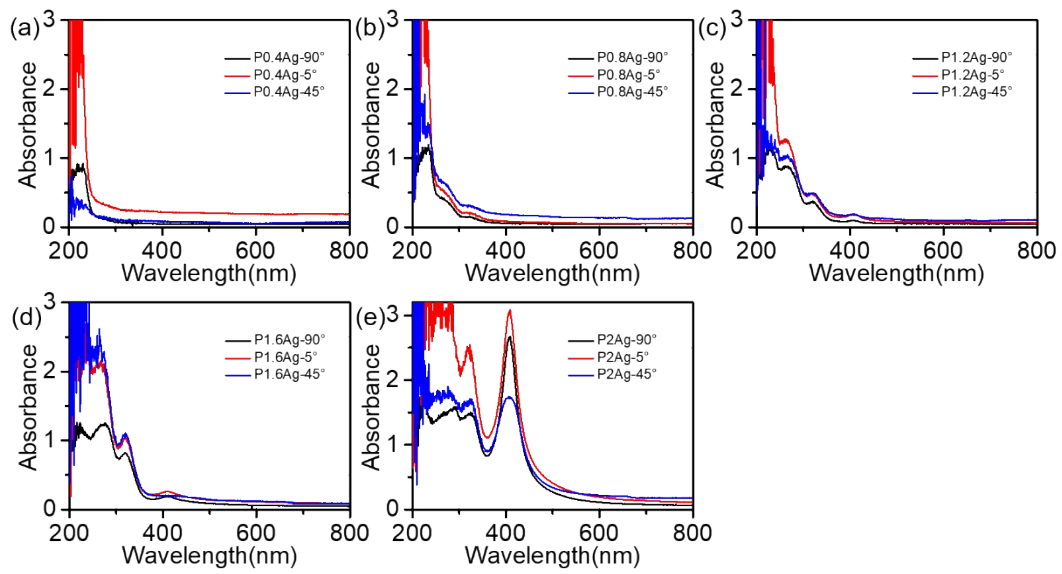 (a)
3
2
1
0
Absorbance
P0.4Ag-90°
P0.4Ag-5°
P0.4Ag-45°
200 400 600 800
Wavelength(nm)
(b)
3
2
1
0
Absorbance
P0.8Ag-90°
P0.8Ag-5°
P0.8Ag-45°
200 400 600 800
Wavelength(nm)
(c)
3
2
1
0
Absorbance
P1.2Ag-90°
P1.2Ag-5°
P1.2Ag-45°
200 400 600 800
Wavelength(nm)
(d)
3
2
1
0
Absorbance
P1.6Ag-90°
P1.6Ag-5°
P1.6Ag-45°
200 400 600 800
Wavelength(nm)
(e)
3
2
1
0
Absorbance
P2Ag-90°
P2Ag-5°
P2Ag-45°
200 400 600 800
Wavelength(nm)